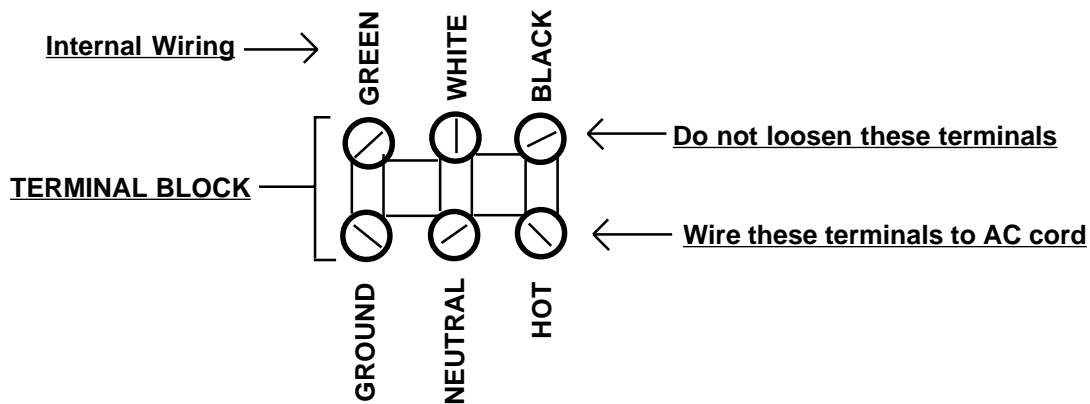 Internal Wiring
GREEN
WHITE
BLACK
Do not loosen these terminals
TERMINAL BLOCK
Wire these terminals to AC cord
GROUND
NEUTRAL
HOT